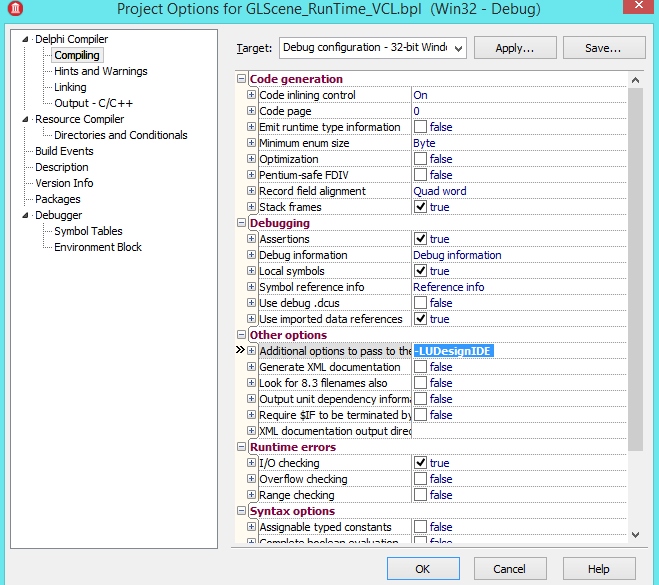 Project Options for GLScene_RunTime_VCL.bpl (Win32 - Debug)
Delphi Compiler
Compiling
Hints and Warnings
Linking
Output - C/C++
Resource Compiler
Directories and Conditionals
Build Events
Description
Version Info
Packages
Debugger
Symbol Tables
Environment Block
Target: Debug configuration - 32-bit Windo Apply... Save...
Code generation
Code inlining control On
Code page 0
Emit runtime type information false
Minimum enum size Byte
Optimization false
Pentium-safe FDIV false
Record field alignment Quad word
Stack frames true
Debugging
Assertions true
Debug information Debug information
Local symbols true
Symbol reference info Reference info
Use debug .dcus false
Use imported data references true
Other options
Additional options to pass to the -LUDesignIDE
Generate XML documentation false
Look for 8.3 filenames also false
Output unit dependency informa false
Require $IF to be terminated by false
XML documentation output direc
Runtime errors
I/O checking true
Overflow checking false
Range checking false
Syntax options
Assignable typed constants false
Complete boolean evaluation false
OK Cancel Help